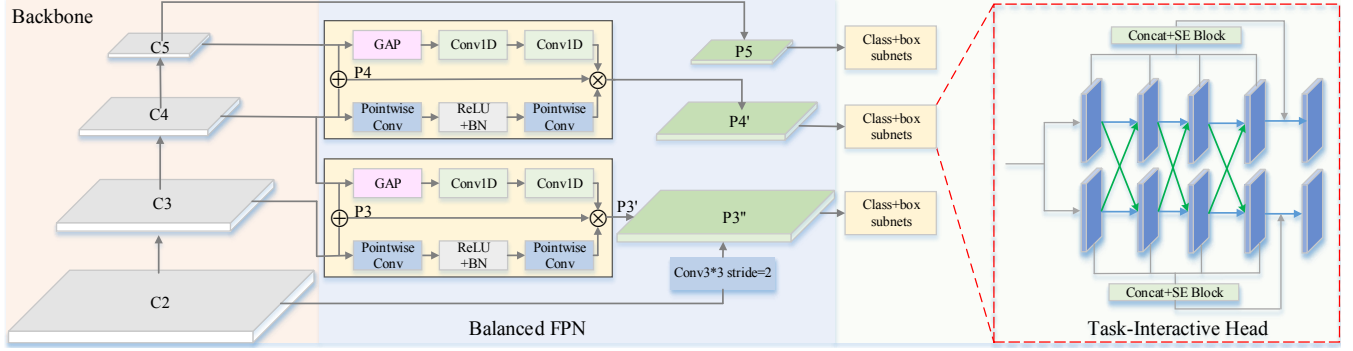 Backbone
C5
C4
C3
C2
GAP
Conv1D
Conv1D
P4
Pointwise
Conv
ReLU
+BN
Pointwise
Conv
GAP
Conv1D
Conv1D
P3
P3'
Pointwise
Conv
ReLU
+BN
Pointwise
Conv
P5
P4'
P3"
Conv3*3 stride=2
Balanced FPN
Class+box
subnets
Class+box
subnets
Class+box
subnets
Concat+SE Block
Concat+SE Block
Task-Interactive Head